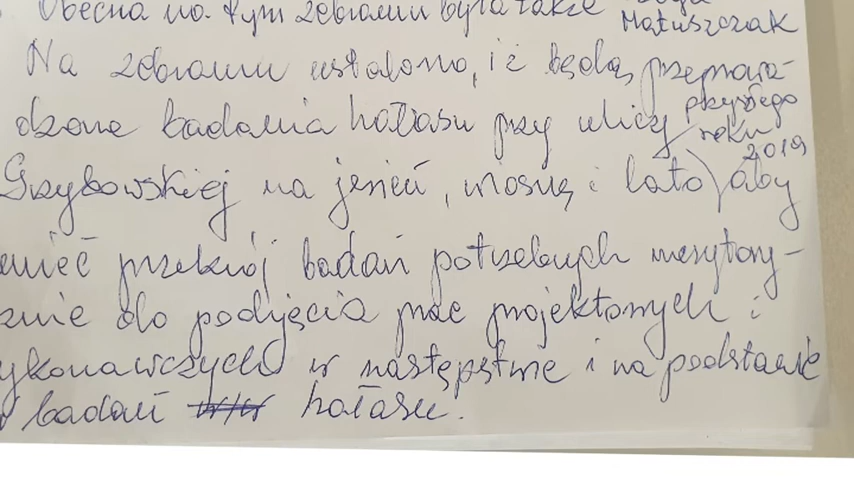 Obecna na tym zebraniu była także
Matuszczak
Na zebraniu ustalono, iż będą przeprowa-
dzone badania hałasu przy ulicy
przyszłego
roku
2019
Grzybowskiej na jesień, wiosnę i lato aby
mieć przekrój badań potrzebnych merytory-
znie do podjęcia prac projektowych i
ykonawczych w następstwie i na podstawie
badań hałasu.